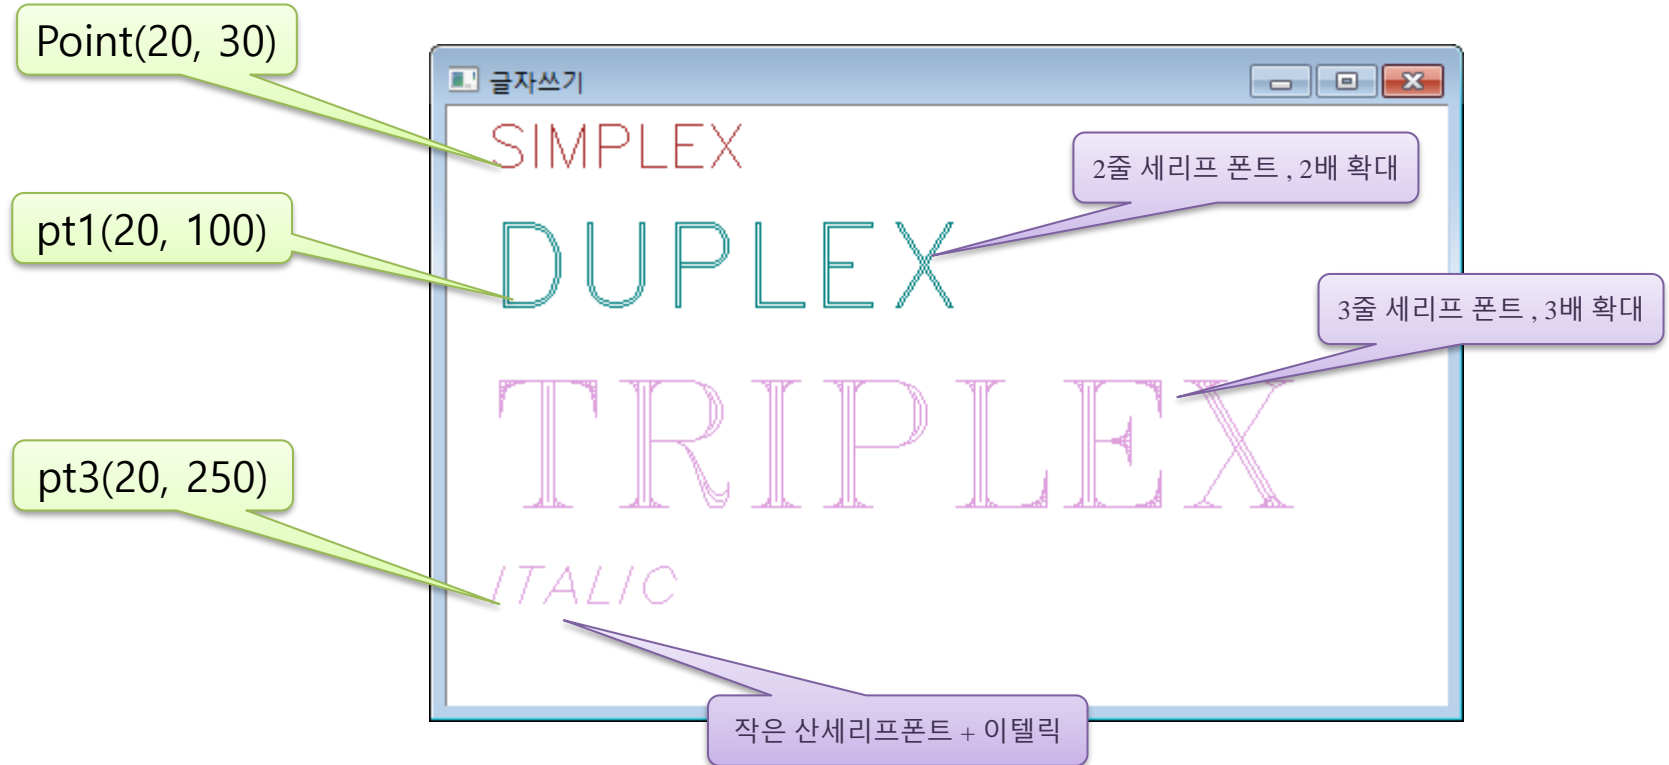 Point(20, 30)
글자쓰기
SIMPLEX
2줄 세리프 폰트 , 2배 확대
pt1(20, 100)
DUPLEX
3줄 세리프 폰트 , 3배 확대
TRIPLEX
pt3(20, 250)
ITALIC
작은 산세리프폰트 + 이텔릭